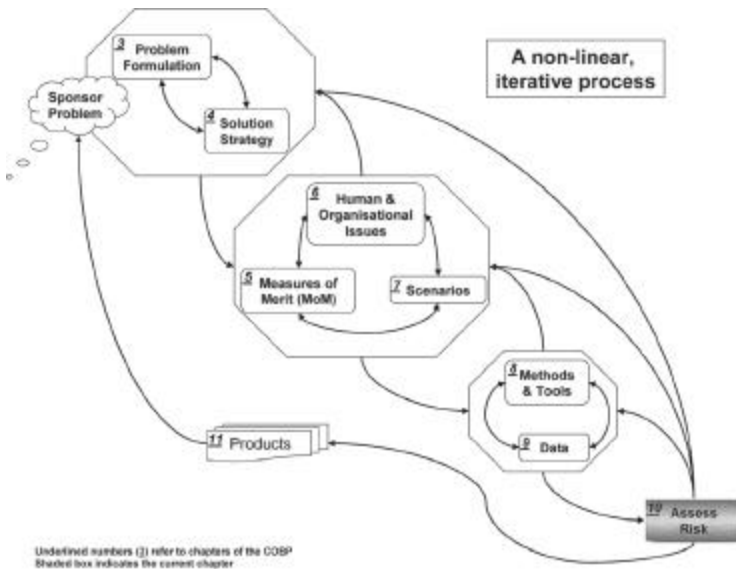 3
Problem
Formulation
A non-linear,
iterative process
Sponsor
Problem
4
Solution
Strategy
6
Human &
Organisational
Issues
5
Measures of
Merit (MoM)
7
Scenarios
8
Methods
& Tools
9
Data
11
Products
10
Assess
Risk
Underlined numbers (3) refer to chapters of the COBP
Shaded box indicates the current chapter